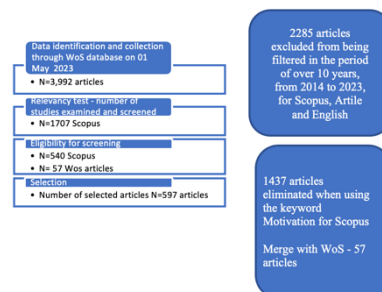 Data identification and collection
through WoS database on 01
May 2023
• N=3,992 articles
Relevancy test - number of
studies examined and screened
• N=1707 Scopus
Eligibility for screening
• N=540 Scopus
• N= 57 Wos articles
Selection
• Number of selected articles N=597 articles
2285 articles
excluded from being
filtered in the period
of over 10 years,
from 2014 to 2023,
for Scopus, Artile
and English
1437 articles
eliminated when using
the keyword
Motivation for Scopus
Merge with WoS - 57
articles